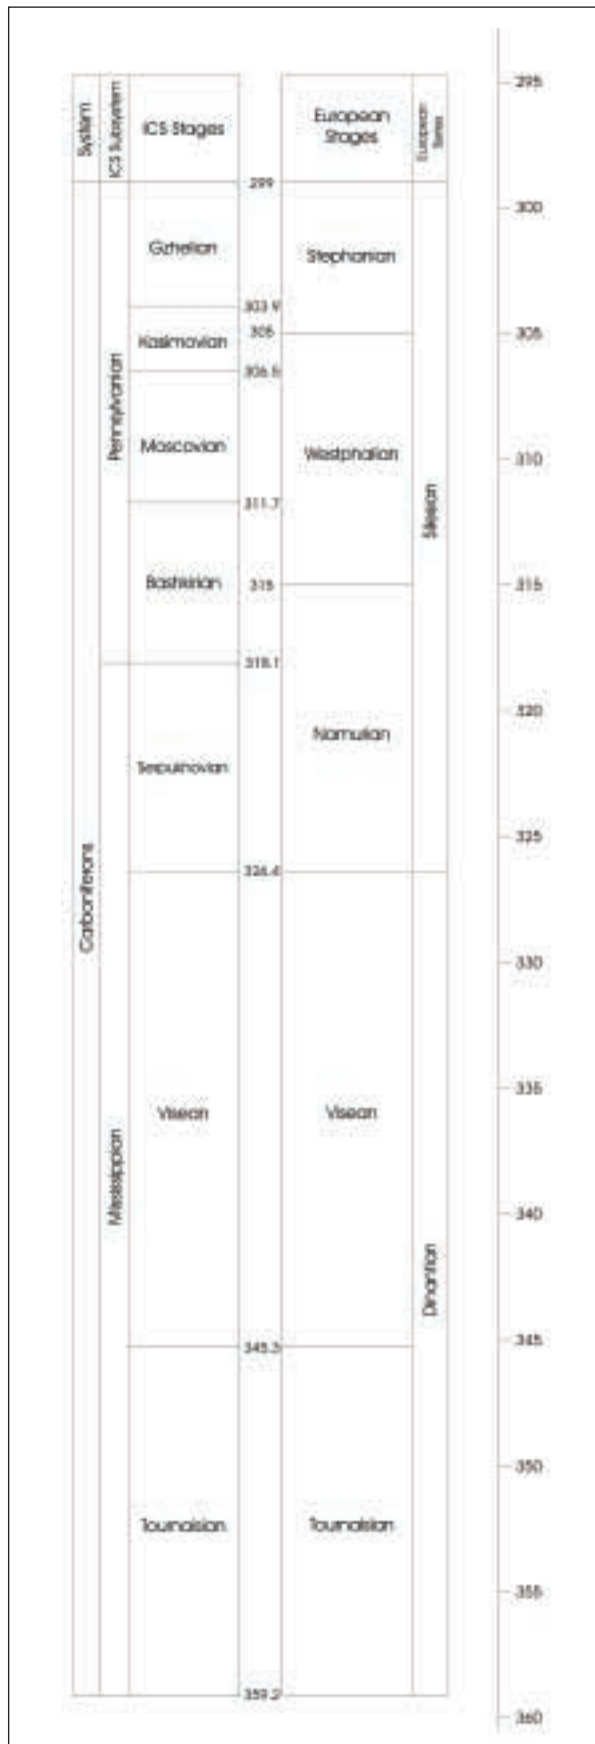 System
ICS Subsystem
ICS Stages
European
Stages
European
Series
295
299
300
Gzhelian
Stephanian
303.9
305
305
Kasimovian
306.5
Pennsylvanian
Moscovian
Westphalian
310
311.7
Silesian
Bashkirian
315
315
318.1
320
Namurian
Serpukhovian
325
326.4
Carboniferous
330
335
Visean
Visean
Mississippian
340
Dinantian
345
345.3
350
Tournaisian
Tournaisian
355
359.2
360